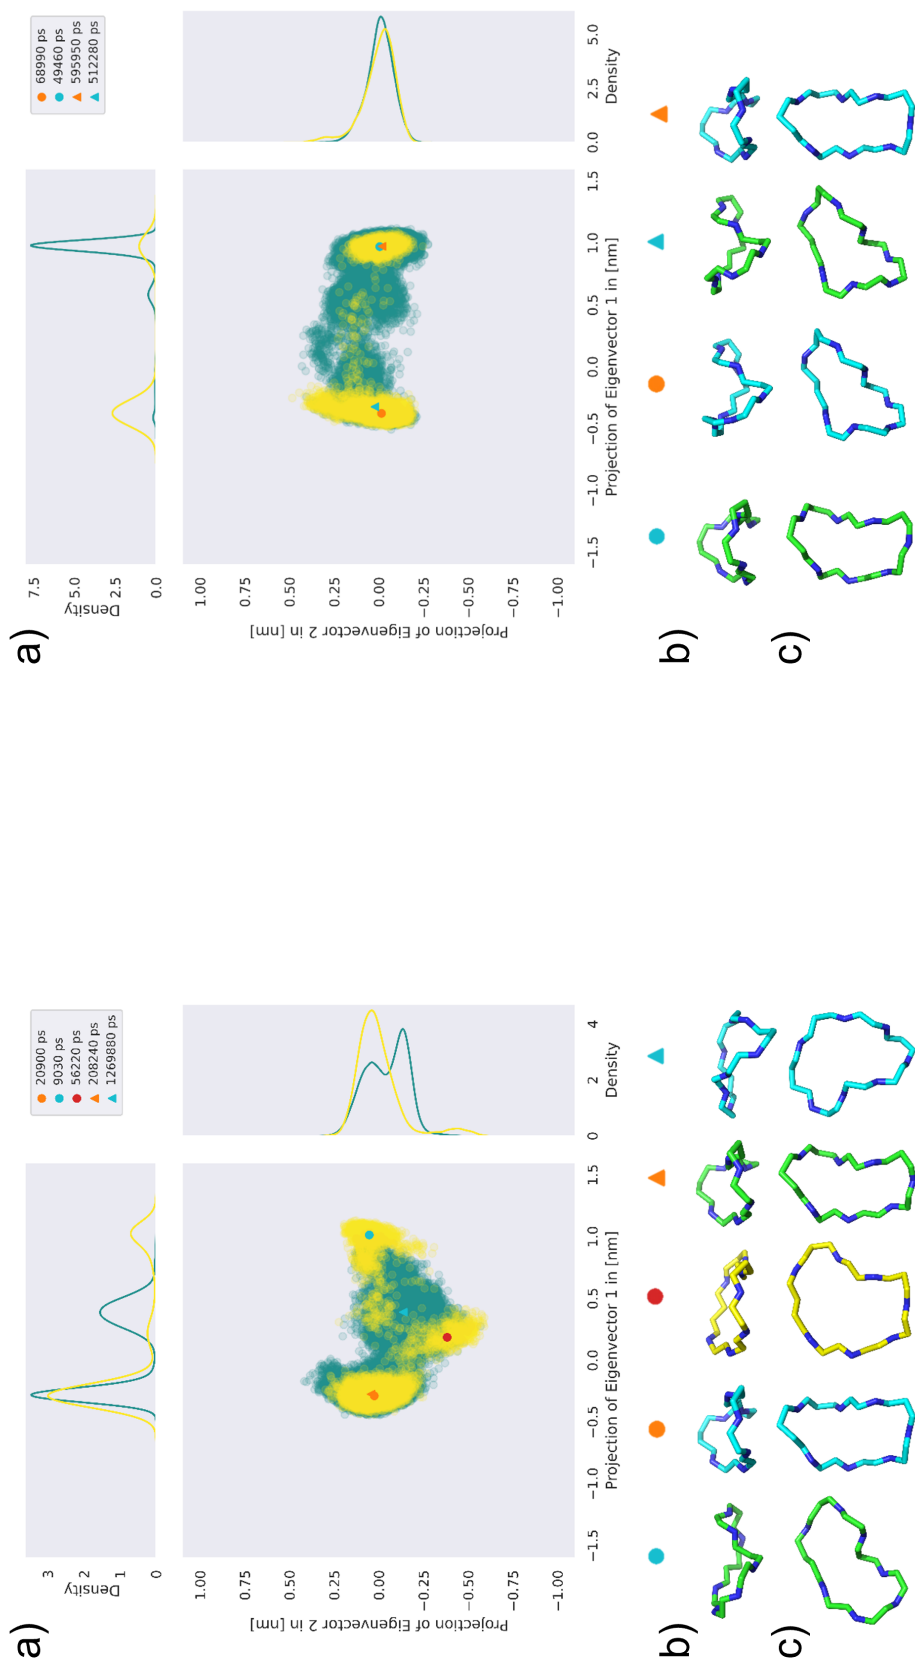 a)
20900 ps
9030 ps
56220 ps
208240 ps
1269880 ps
Density
3
2
1
0
Projection of Eigenvector 2 in [nm]
1.00
0.75
0.50
0.25
0.00
−0.25
−0.50
−0.75
−1.00
−1.5
−1.0
−0.5
0.0
0.5
1.0
1.5
Projection of Eigenvector 1 in [nm]
0
2
4
Density
b)
c)
a)
68990 ps
49460 ps
595950 ps
512280 ps
Density
7.5
5.0
2.5
0.0
Projection of Eigenvector 2 in [nm]
1.00
0.75
0.50
0.25
0.00
−0.25
−0.50
−0.75
−1.00
−1.5
−1.0
−0.5
0.0
0.5
1.0
1.5
Projection of Eigenvector 1 in [nm]
0.0
2.5
5.0
Density
b)
c)